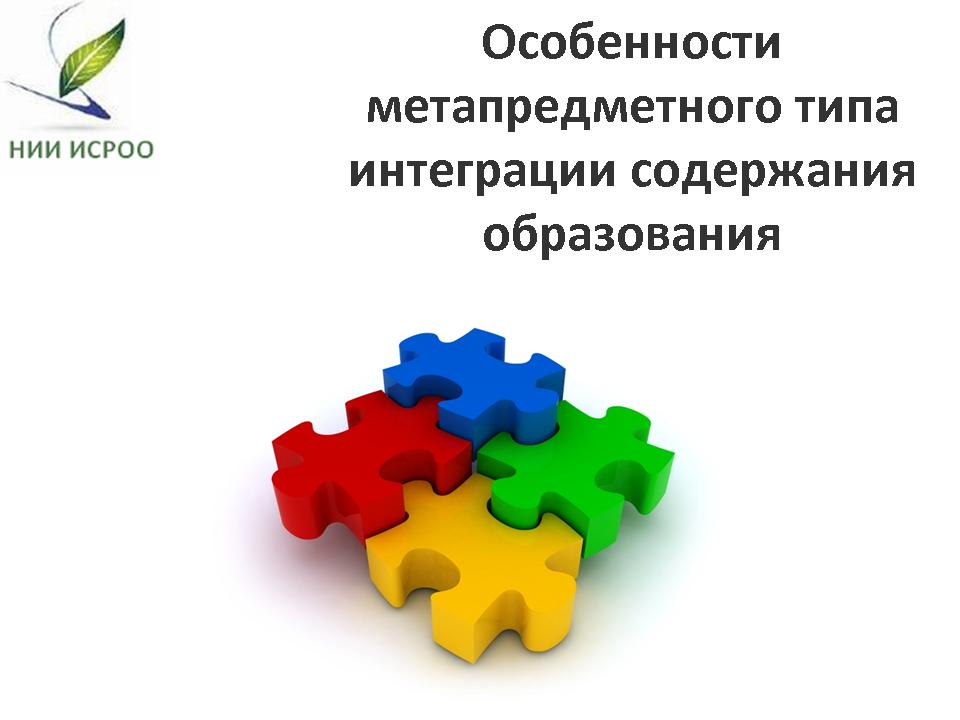 НИИ ИСРОО
Особенности
метапредметного типа
интеграции содержания
образования